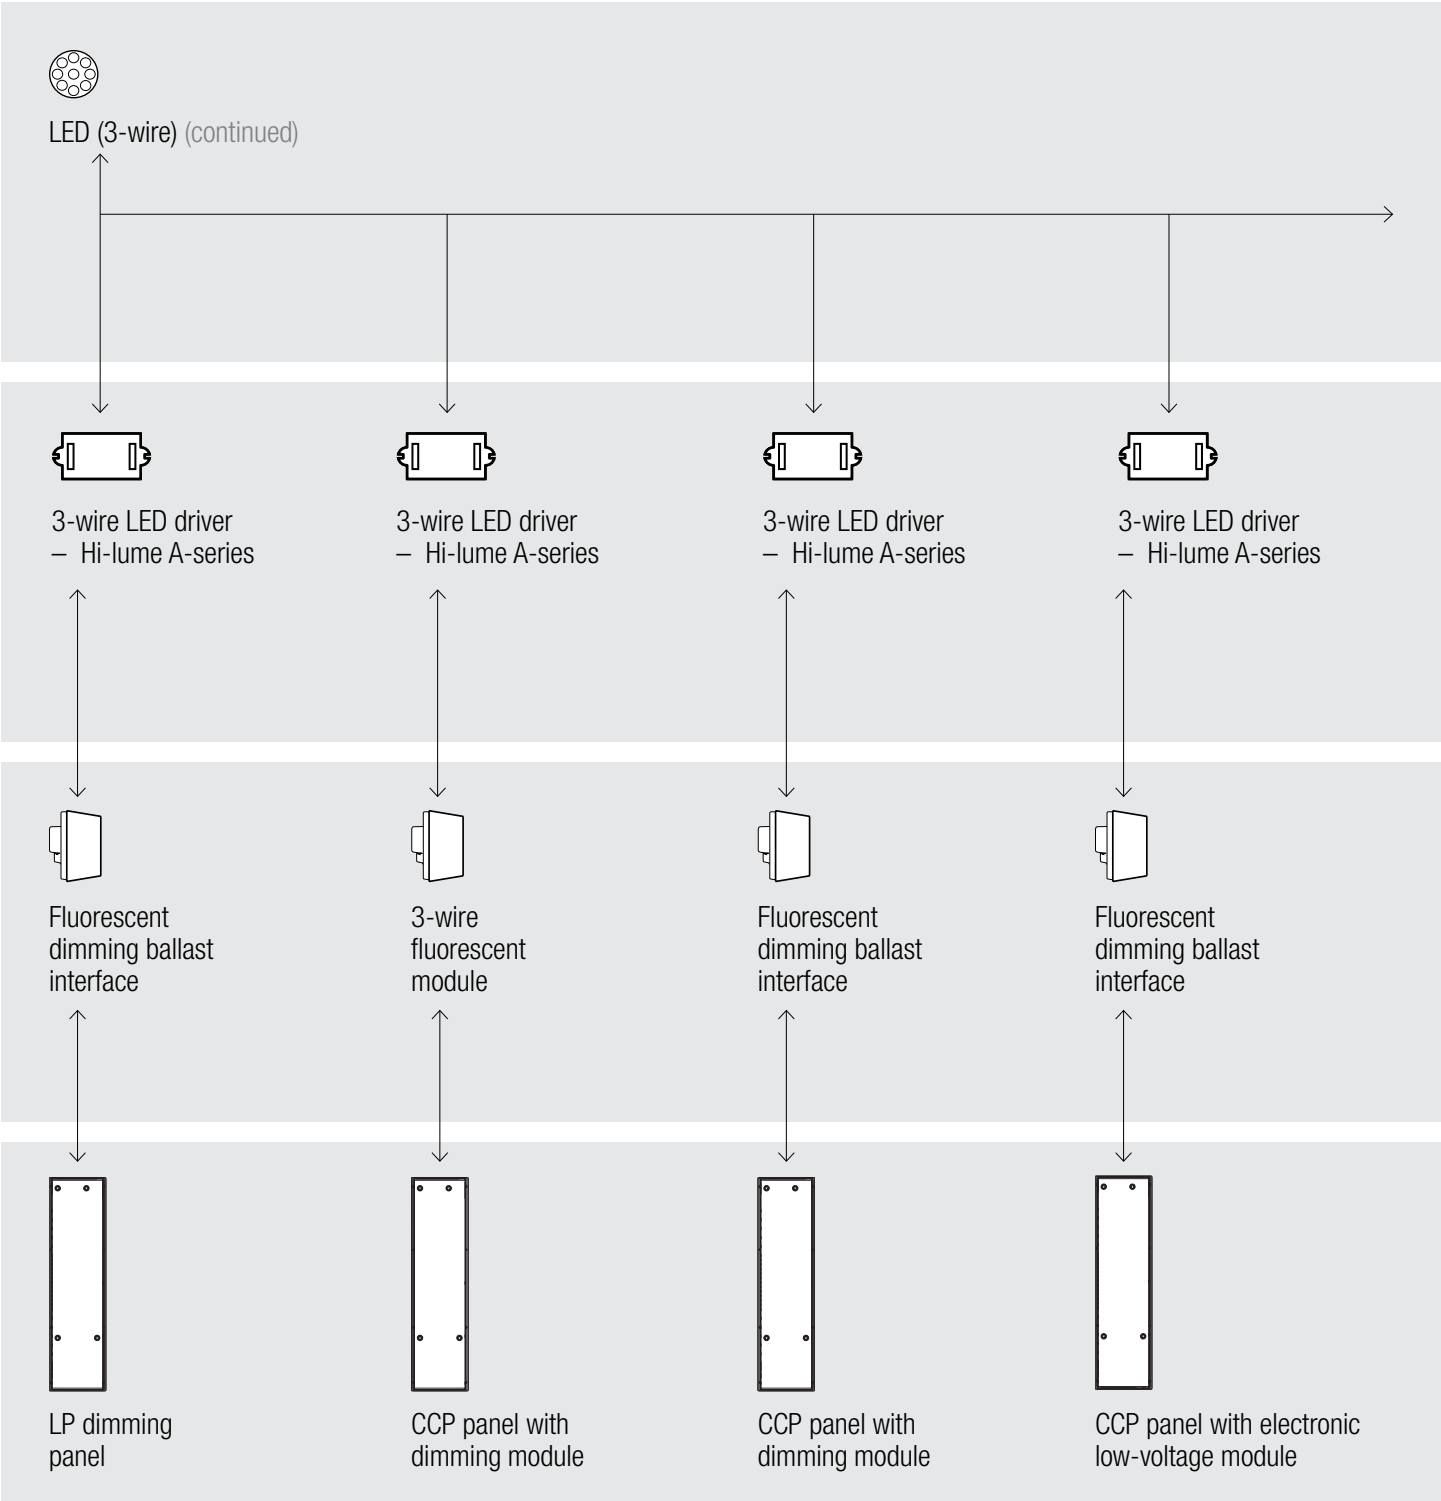 LED (3-wire) (continued)
3-wire LED driver
– Hi-lume A-series
3-wire LED driver
– Hi-lume A-series
3-wire LED driver
– Hi-lume A-series
3-wire LED driver
– Hi-lume A-series
Fluorescent
dimming ballast
interface
3-wire
fluorescent
module
Fluorescent
dimming ballast
interface
Fluorescent
dimming ballast
interface
LP dimming
panel
CCP panel with
dimming module
CCP panel with
dimming module
CCP panel with electronic
low-voltage module